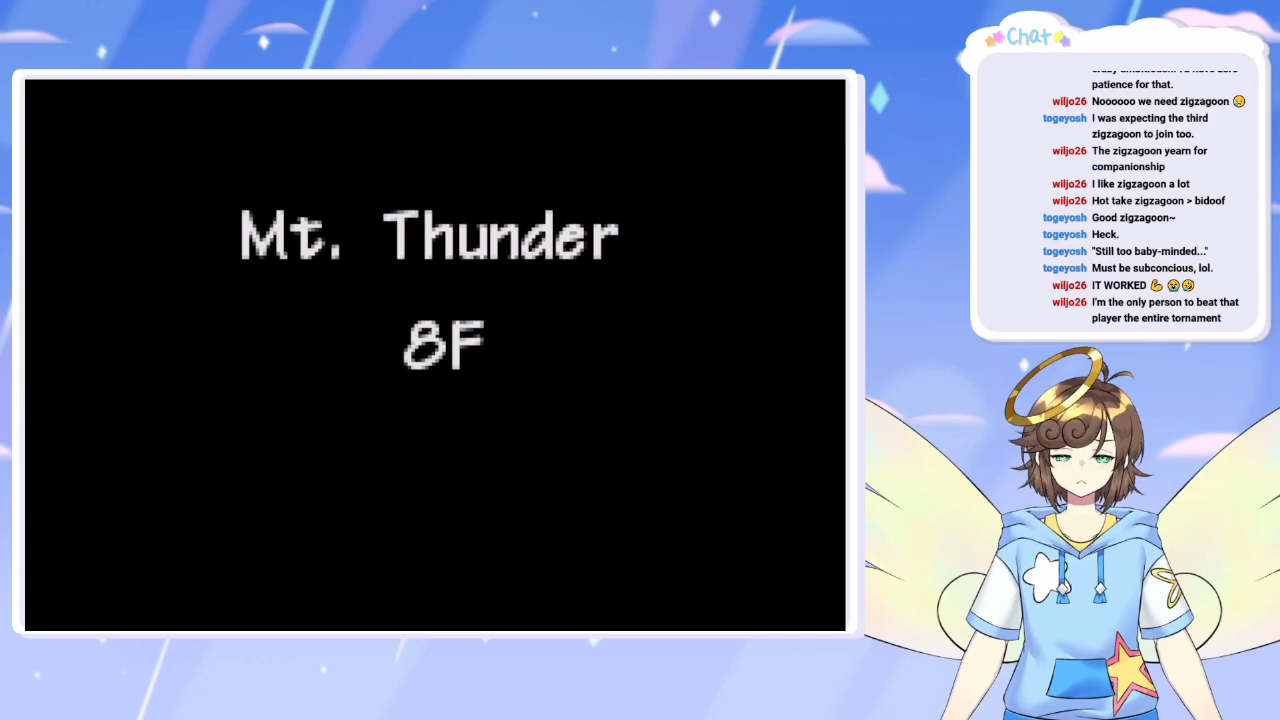 Mt. Thunder
8F
Chat
patience for that.
wiljo26 Noooooo we need zigzagoon 😥
togeyosh I was expecting the third
zigzagoon to join too.
wiljo26 The zigzagoon yearn for
companionship
wiljo26 I like zigzagoon a lot
wiljo26 Hot take zigzagoon > bidoof
togeyosh Good zigzagoon~
togeyosh Heck.
togeyosh "Still too baby-minded..."
togeyosh Must be subconcious, lol.
wiljo26 IT WORKED 💪 😭 🤣
wiljo26 I'm the only person to beat that
player the entire tornament